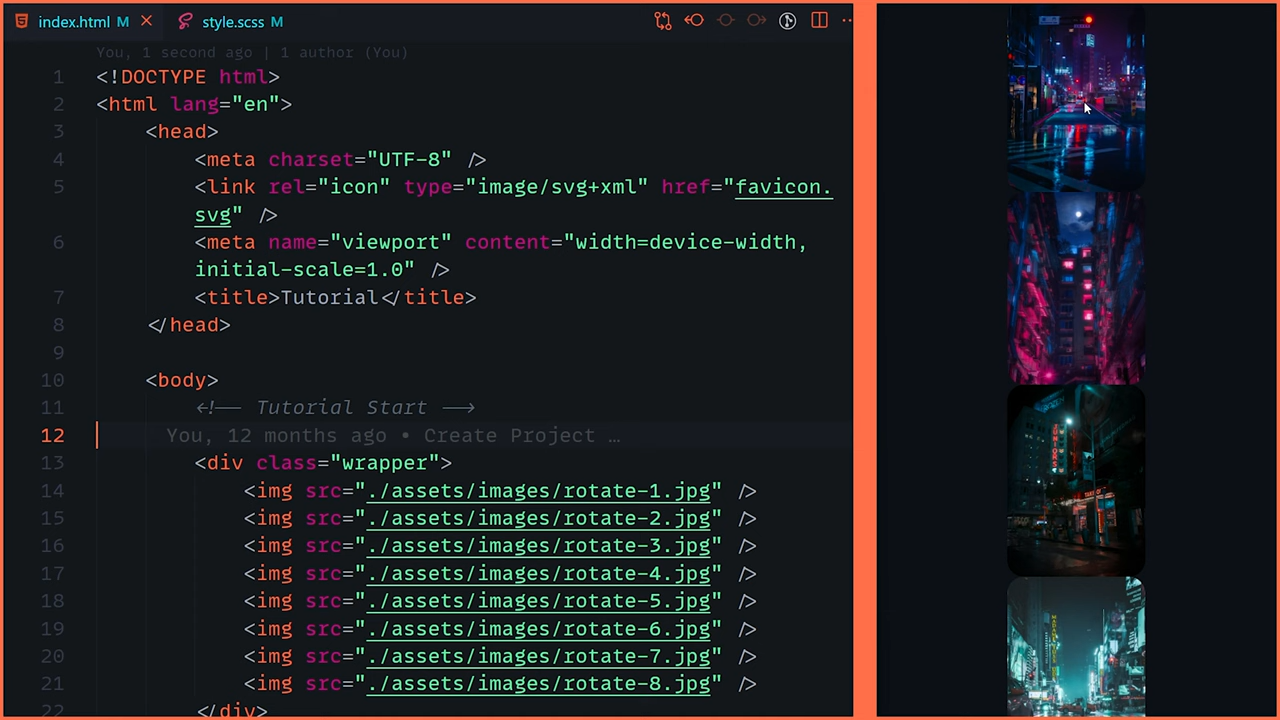 index.html M
style.scss M
You, 1 second ago | 1 author (You)
1 <!DOCTYPE html>
2 <html lang="en">
3 <head>
4 <meta charset="UTF-8" />
5 <link rel="icon" type="image/svg+xml" href="favicon.
svg" />
6 <meta name="viewport" content="width=device-width,
initial-scale=1.0" />
7 <title>Tutorial</title>
8 </head>
9
10 <body>
11 <!-- Tutorial Start -->
12 You, 12 months ago • Create Project …
13 <div class="wrapper">
14 <img src="./assets/images/rotate-1.jpg" />
15 <img src="./assets/images/rotate-2.jpg" />
16 <img src="./assets/images/rotate-3.jpg" />
17 <img src="./assets/images/rotate-4.jpg" />
18 <img src="./assets/images/rotate-5.jpg" />
19 <img src="./assets/images/rotate-6.jpg" />
20 <img src="./assets/images/rotate-7.jpg" />
21 <img src="./assets/images/rotate-8.jpg" />
22 </div>
JUNIOR'S